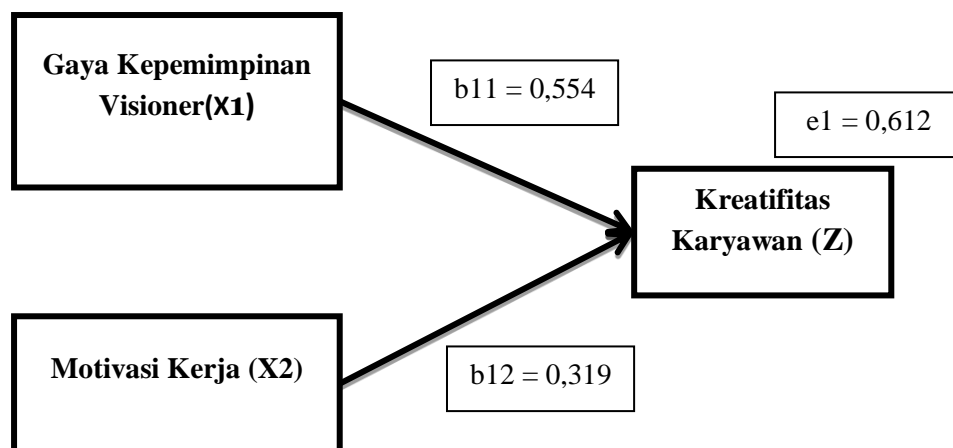 Gaya Kepemimpinan
Visioner(X1)
b11 = 0,554
e1 = 0,612
Kreatifitas
Karyawan (Z)
Motivasi Kerja (X2)
b12 = 0,319